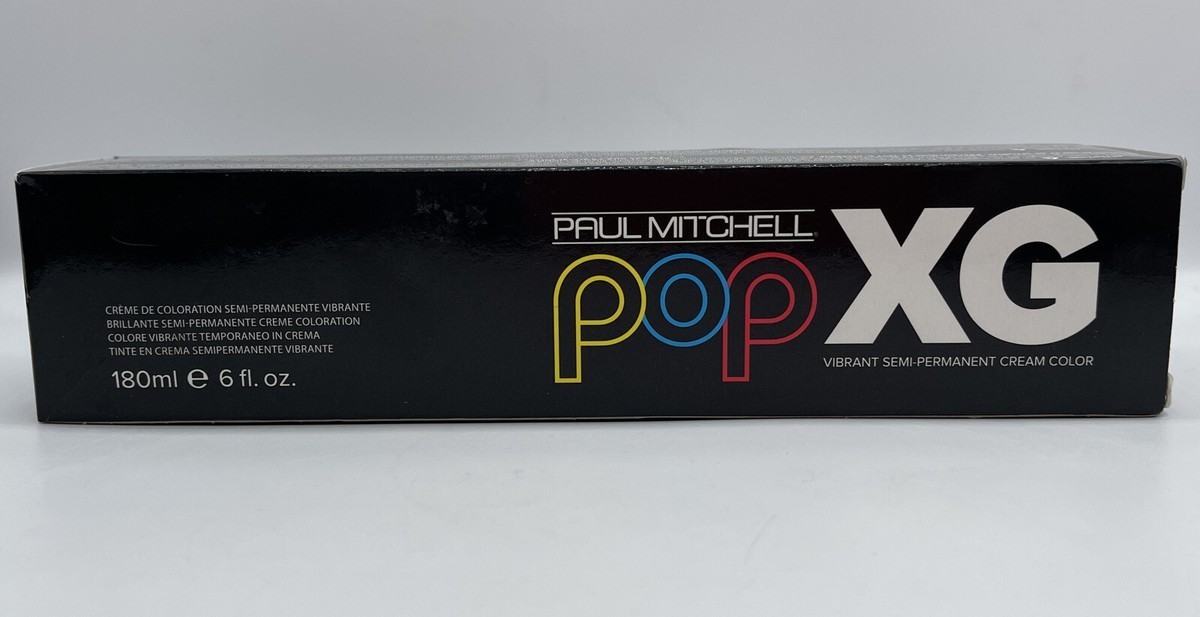 CRÈME DE COLORATION SEMI-PERMANENTE VIBRANTE
BRILLANTE SEMI-PERMANENTE CREME COLORATION
COLORE VIBRANTE TEMPORANEO IN CREMA
TINTE EN CREMA SEMIPERMANENTE VIBRANTE
180ml ℮ 6 fl. oz.
PAUL MITCHELL®
pop XG
VIBRANT SEMI-PERMANENT CREAM COLOR